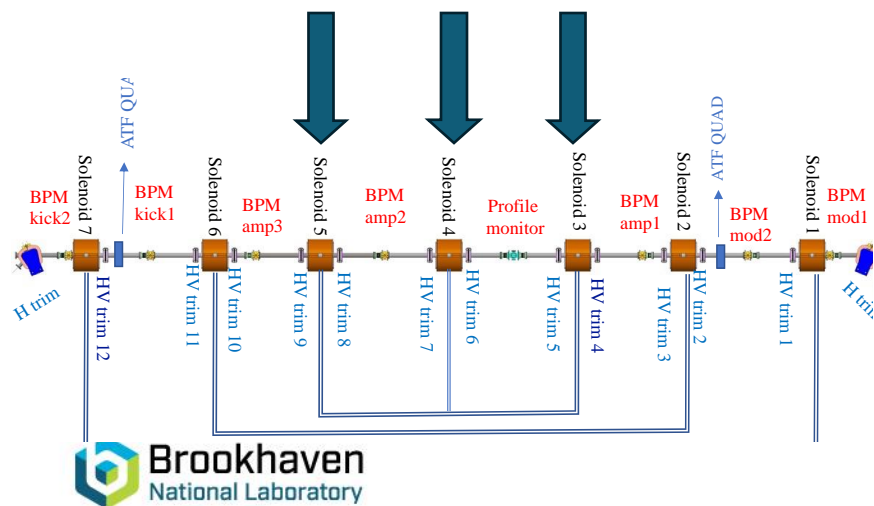 ATF QUA
ATF QUAD
Solenoid 7
Solenoid 6
Solenoid 5
Solenoid 4
Solenoid 3
Solenoid 2
Solenoid 1
BPM
kick2
BPM
kick1
BPM
amp3
BPM
amp2
Profile
monitor
BPM
amp1
BPM
mod2
BPM
mod1
H trim
HV trim 12
HV trim 11
HV trim 10
HV trim 9
HV trim 8
HV trim 7
HV trim 6
HV trim 5
HV trim 4
HV trim 3
HV trim 2
HV trim 1
H trim
Brookhaven
National Laboratory